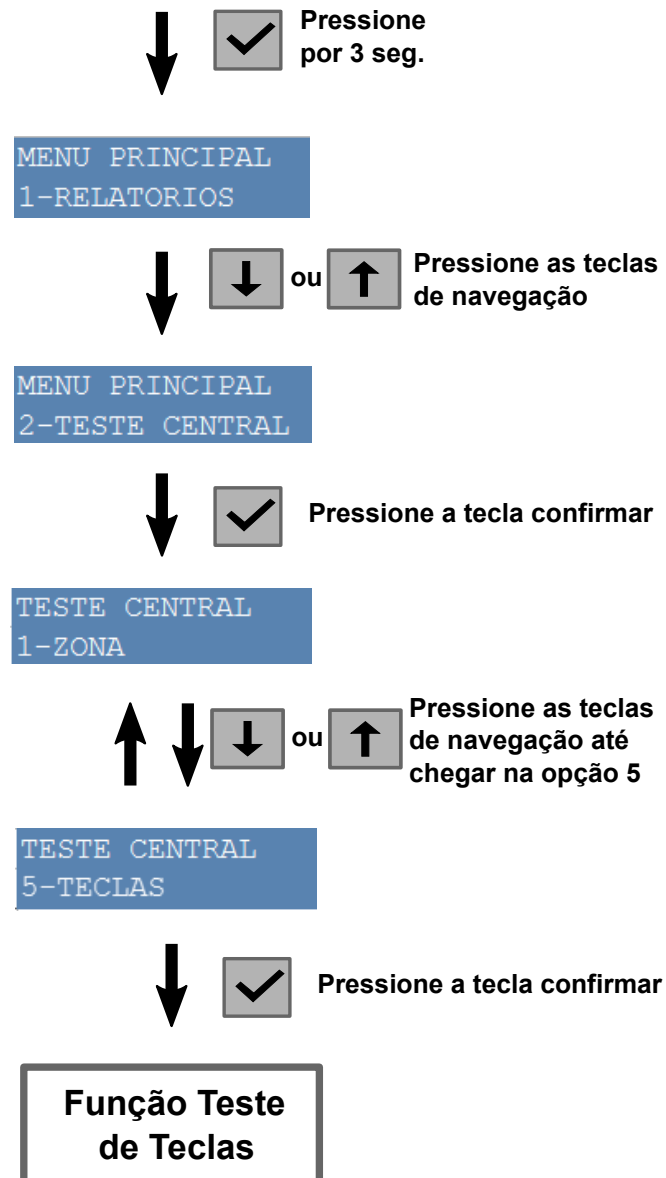 Pressione
por 3 seg.
MENU PRINCIPAL
1-RELATORIOS
ou
Pressione as teclas
de navegação
MENU PRINCIPAL
2-TESTE CENTRAL
Pressione a tecla confirmar
TESTE CENTRAL
1-ZONA
ou
Pressione as teclas
de navegação até
chegar na opção 5
TESTE CENTRAL
5-TECLAS
Pressione a tecla confirmar
Função Teste
de Teclas